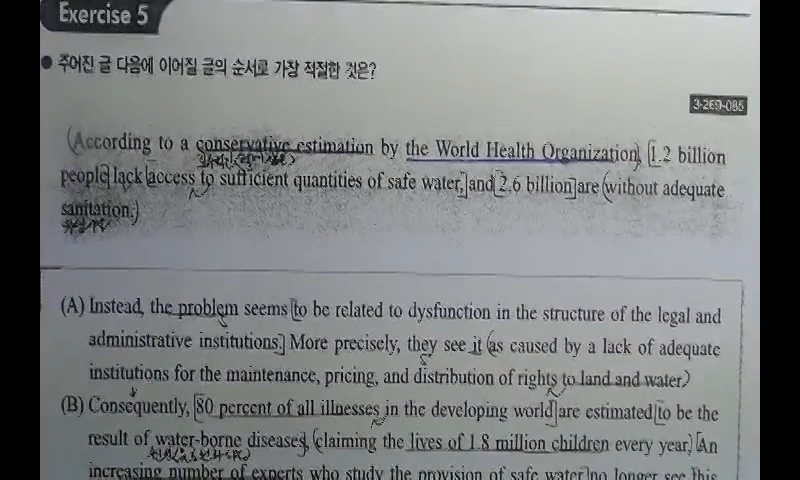 Exercise 5
● 주어진 글 다음에 이어질 글의 순서로 가장 적절한 것은?
3-26D-085
(According to a conservative estimation by the World Health Organization), [1.2 billion
people] lack [access to sufficient quantities of safe water,] and [2.6 billion] are (without adequate
sanitation.)
(A) Instead, the problem seems [to be related to dysfunction in the structure of the legal and
administrative institutions.] More precisely, they see it (as caused by a lack of adequate
institutions for the maintenance, pricing, and distribution of rights to land and water.)
(B) Consequently, [80 percent of all illnesses in the developing world] are estimated [to be the
result of water-borne diseases], (claiming the lives of 1.8 million children every year.) [An
increasing number of experts who study the provision of safe water] no longer see this